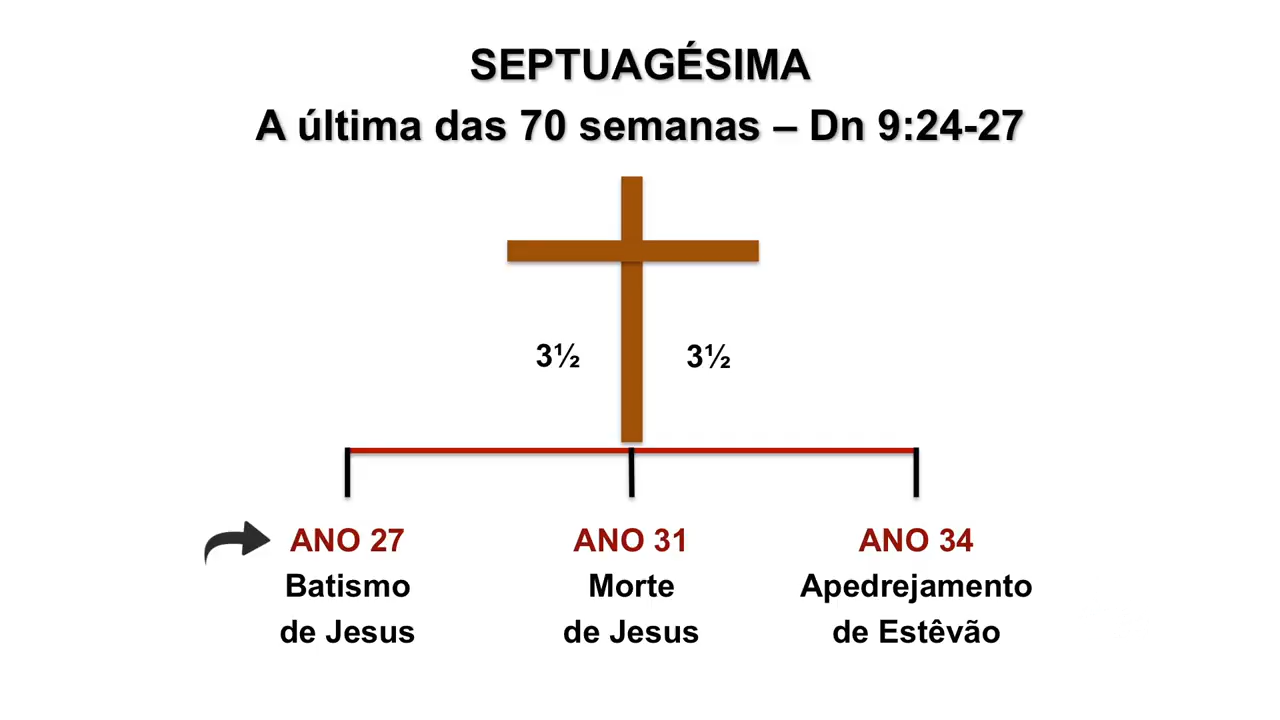 SEPTUAGÉSIMA
A última das 70 semanas – Dn 9:24-27
3½ 3½
ANO 27 ANO 31 ANO 34
Batismo Morte Apedrejamento
de Jesus de Jesus de Estêvão